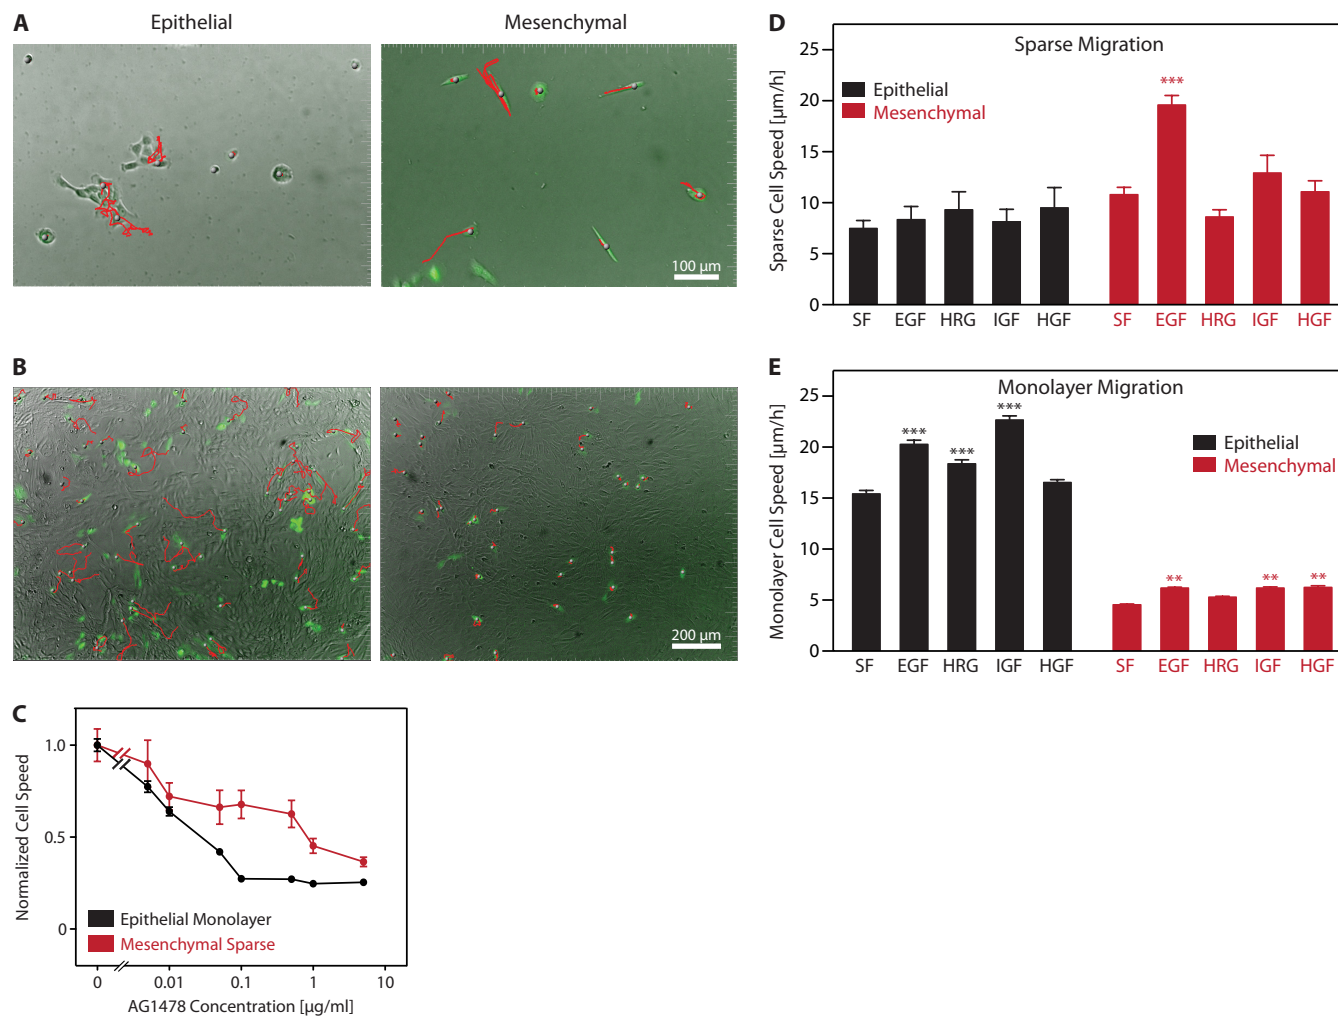 A
Epithelial
Mesenchymal
100 µm
B
200 µm
C
Normalized Cell Speed
1.0
0.5
0
Epithelial Monolayer
Mesenchymal Sparse
0 0.01 0.1 1 10
AG1478 Concentration [µg/ml]
D
Sparse Migration
Sparse Cell Speed [µm/h]
25
20
15
10
5
0
Epithelial
Mesenchymal
***
SF EGF HRG IGF HGF SF EGF HRG IGF HGF
E
Monolayer Migration
Monolayer Cell Speed [µm/h]
25
20
15
10
5
0
*** *** ***
Epithelial
Mesenchymal
** ** **
SF EGF HRG IGF HGF SF EGF HRG IGF HGF